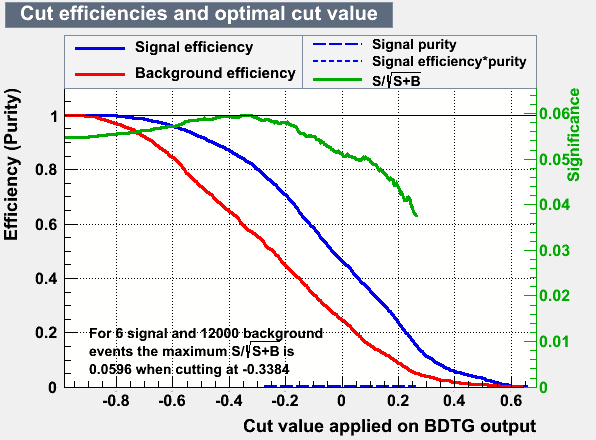 Cut efficiencies and optimal cut value
Signal efficiency
Background efficiency
Signal purity
Signal efficiency*purity
S/√S+B
Efficiency (Purity)
1
0.8
0.6
0.4
0.2
0
0.06
0.05
0.04
0.03
0.02
0.01
0
Significance
For 6 signal and 12000 background
events the maximum S/√S+B is
0.0596 when cutting at -0.3384
-0.8 -0.6 -0.4 -0.2 0 0.2 0.4 0.6
Cut value applied on BDTG output